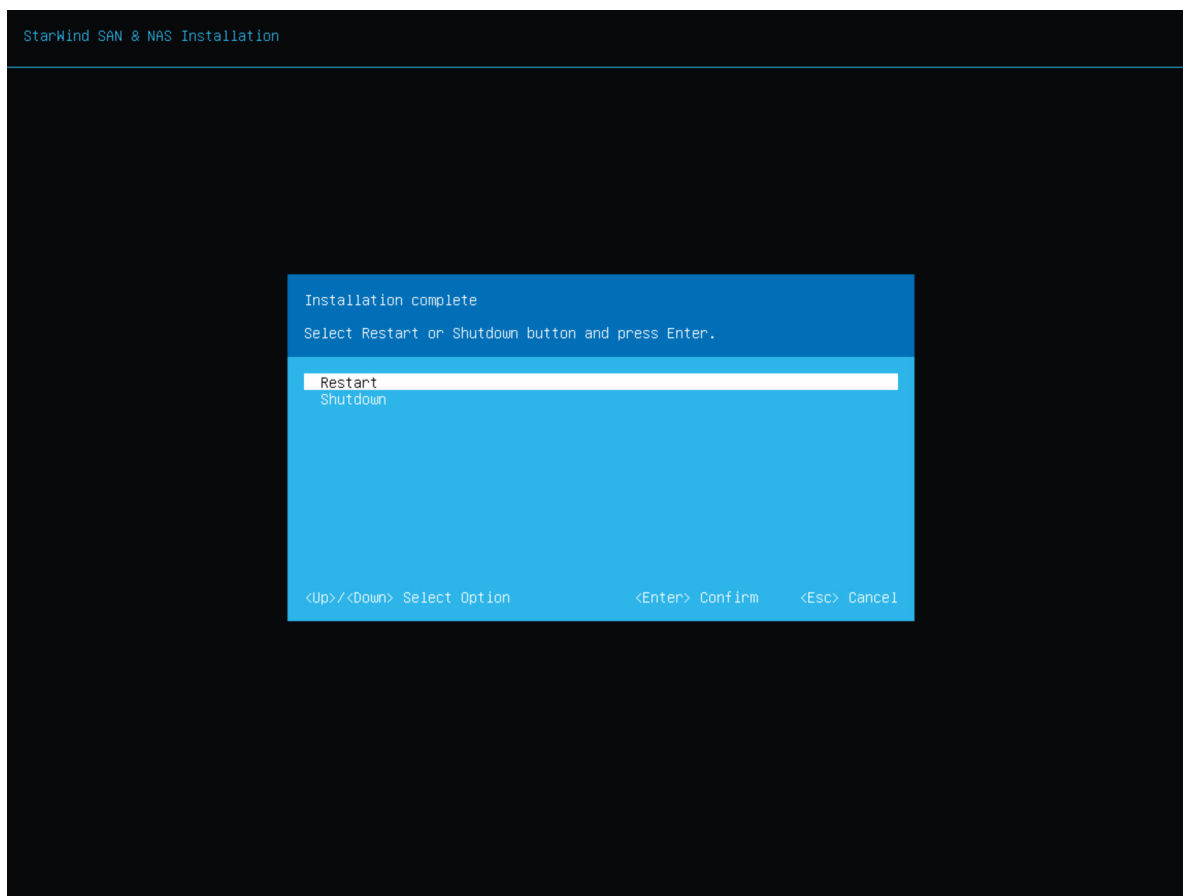 StarWind SAN & NAS Installation
Installation complete
Select Restart or Shutdown button and press Enter.
Restart
Shutdown
<Up>/<Down> Select Option <Enter> Confirm <Esc> Cancel